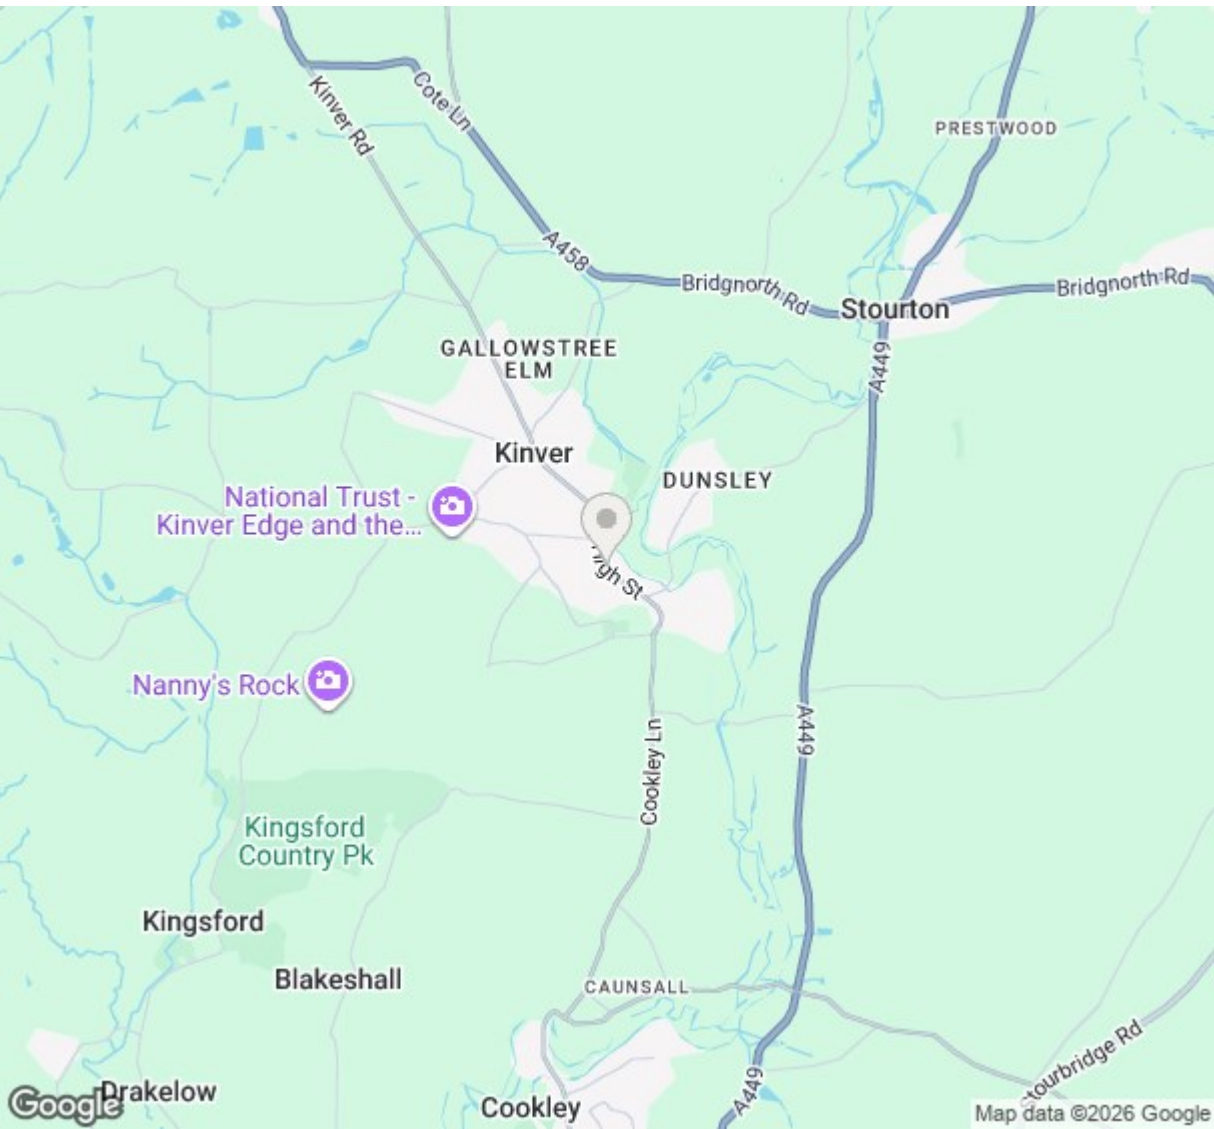 Kinver Rd
Cote Ln
PRESTWOOD
A458
Bridgnorth Rd
Bridgnorth Rd
Stourton
GALLOWSTREE
ELM
A449
Kinver
DUNSLEY
National Trust -
Kinver Edge and the...
High St
Nanny's Rock
A449
Cookley Ln
Kingsford
Country Pk
Kingsford
Blakeshall
CAUNSALL
Stourbridge Rd
Drakelow
A449
Cookley
Google
Map data ©2026 Google